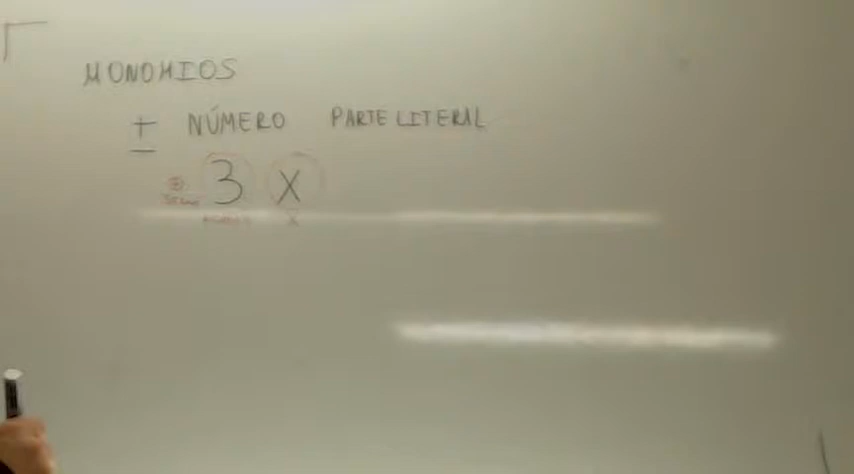 MONOMIOS
± NÚMERO PARTE LITERAL
3 X
X